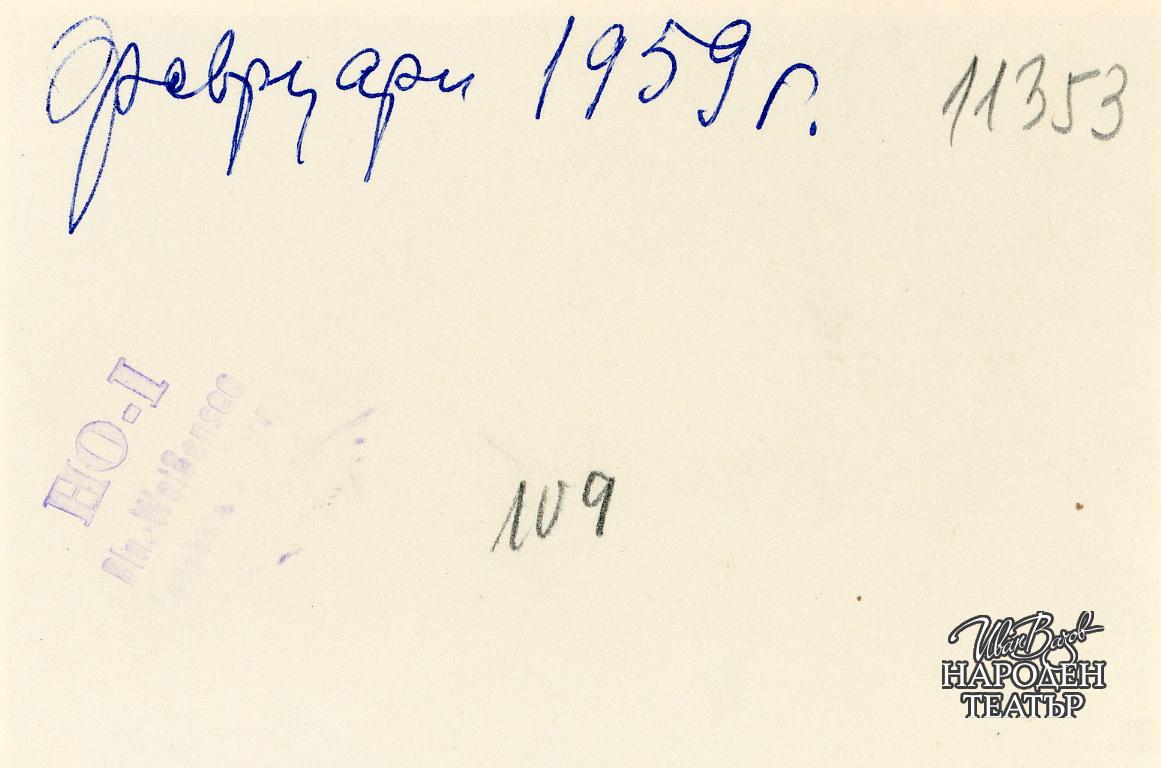 февруари 1959 г.
11353
HO-I
Bln.-Weißensee
109
Иван Вазов
НАРОДЕН
ТЕАТЪР